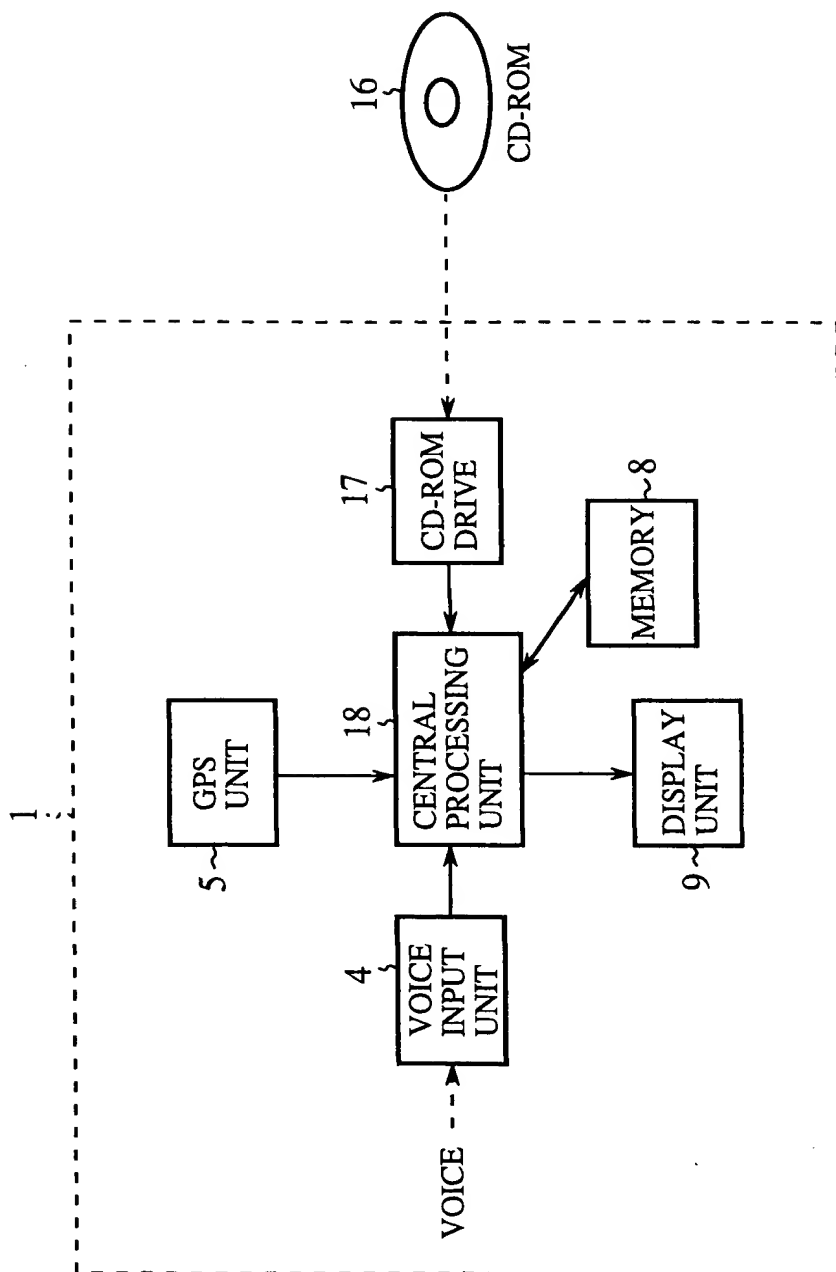 1
5
GPS
UNIT
VOICE
4
VOICE
INPUT
UNIT
18
CENTRAL
PROCESSING
UNIT
17
CD-ROM
DRIVE
16
CD-ROM
9
DISPLAY
UNIT
MEMORY
8